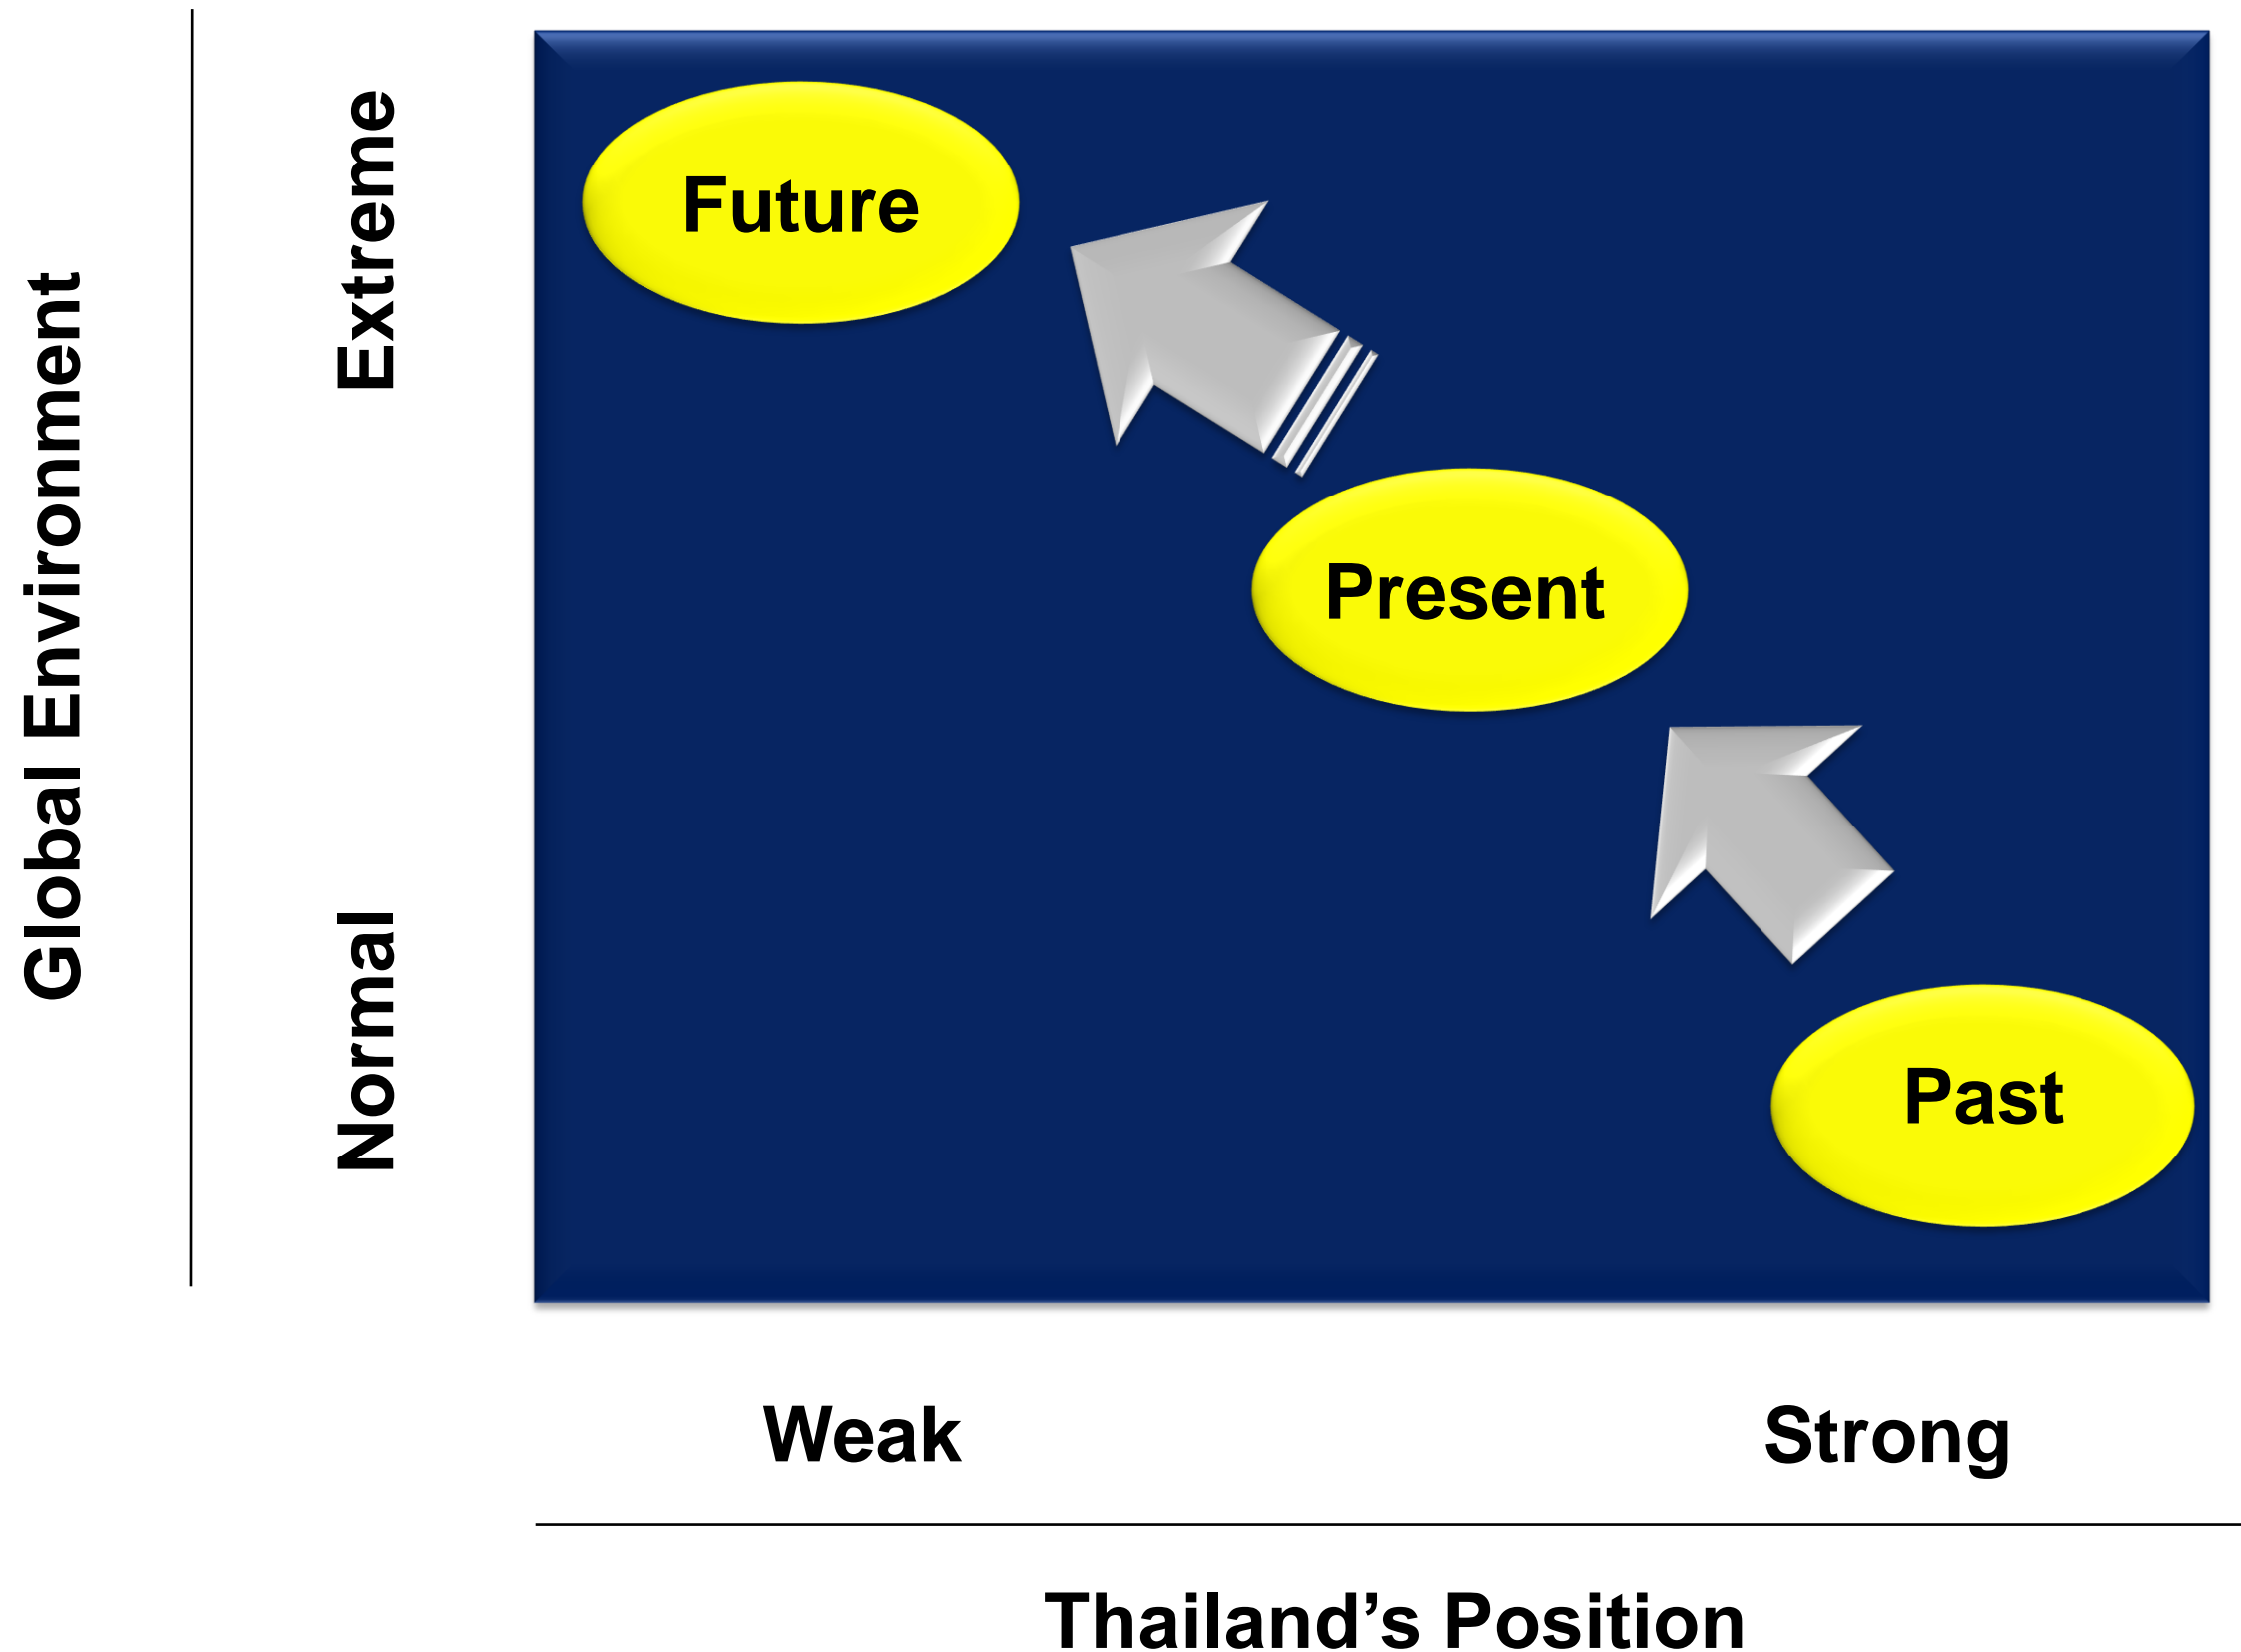 Global Environment
Extreme
Normal
Future
Present
Past
Weak
Strong
Thailand’s Position